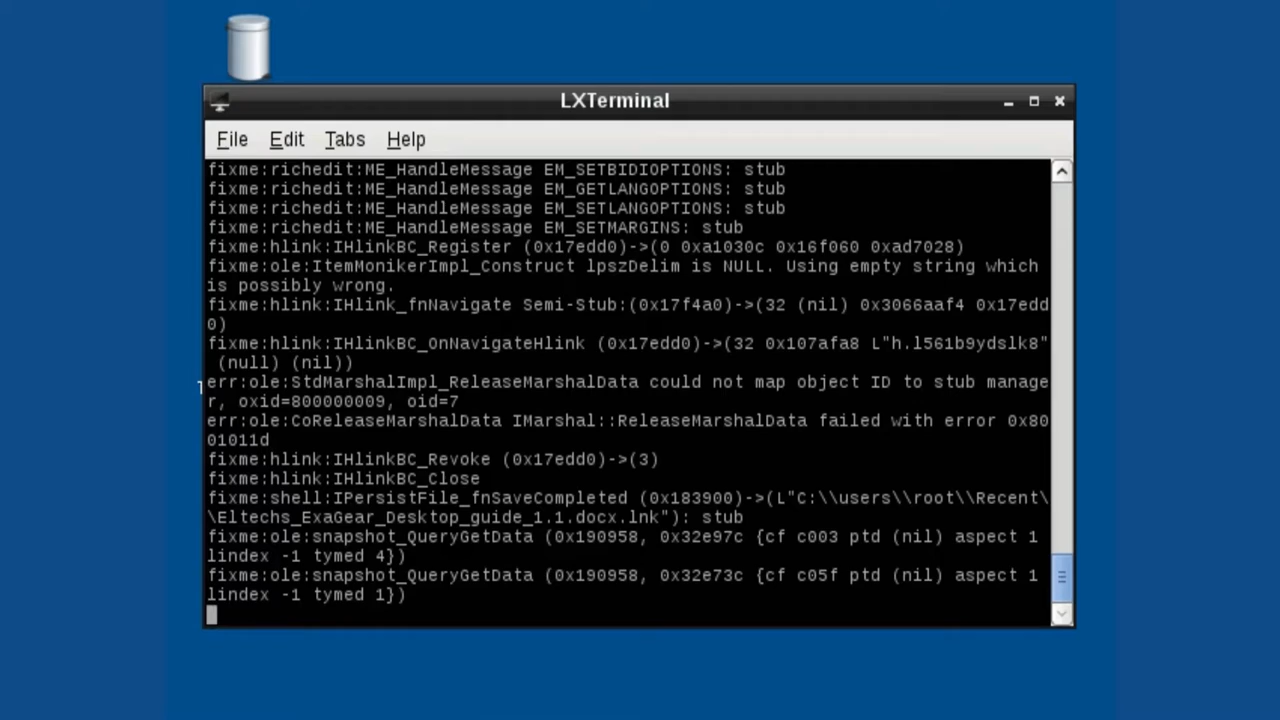 LXTerminal
File Edit Tabs Help
fixme:richedit:ME_HandleMessage EM_SETBIDIOPTIONS: stub
fixme:richedit:ME_HandleMessage EM_GETLANGOPTIONS: stub
fixme:richedit:ME_HandleMessage EM_SETLANGOPTIONS: stub
fixme:richedit:ME_HandleMessage EM_SETMARGINS: stub
fixme:hlink:IHlinkBC_Register (0x17edd0)->(0 0xa1030c 0x16f060 0xad7028)
fixme:ole:ItemMonikerImpl_Construct lpszDelim is NULL. Using empty string which
is possibly wrong.
fixme:hlink:IHlink_fnNavigate Semi-Stub:(0x17f4a0)->(32 (nil) 0x3066aaf4 0x17edd
0)
fixme:hlink:IHlinkBC_OnNavigateHlink (0x17edd0)->(32 0x107afa8 L"h.l561b9ydslk8"
(null) (nil))
err:ole:StdMarshalImpl_ReleaseMarshalData could not map object ID to stub manage
r, oxid=800000009, oid=7
err:ole:CoReleaseMarshalData IMarshal::ReleaseMarshalData failed with error 0x80
01011d
fixme:hlink:IHlinkBC_Revoke (0x17edd0)->(3)
fixme:hlink:IHlinkBC_Close
fixme:shell:IPersistFile_fnSaveCompleted (0x183900)->(L"C:\\users\\root\\Recent\
\Eltechs_ExaGear_Desktop_guide_1.1.docx.lnk"): stub
fixme:ole:snapshot_QueryGetData (0x190958, 0x32e97c {cf c003 ptd (nil) aspect 1
lindex -1 tymed 4})
fixme:ole:snapshot_QueryGetData (0x190958, 0x32e73c {cf c05f ptd (nil) aspect 1
lindex -1 tymed 1})